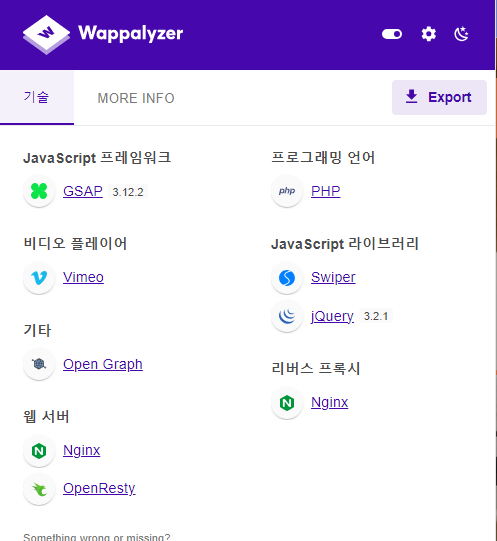 Wappalyzer
기술
MORE INFO
Export
JavaScript 프레임워크
GSAP 3.12.2
비디오 플레이어
Vimeo
기타
Open Graph
웹 서버
Nginx
OpenResty
프로그래밍 언어
php PHP
JavaScript 라이브러리
Swiper
jQuery 3.2.1
리버스 프록시
Nginx
Something wrong or missing?